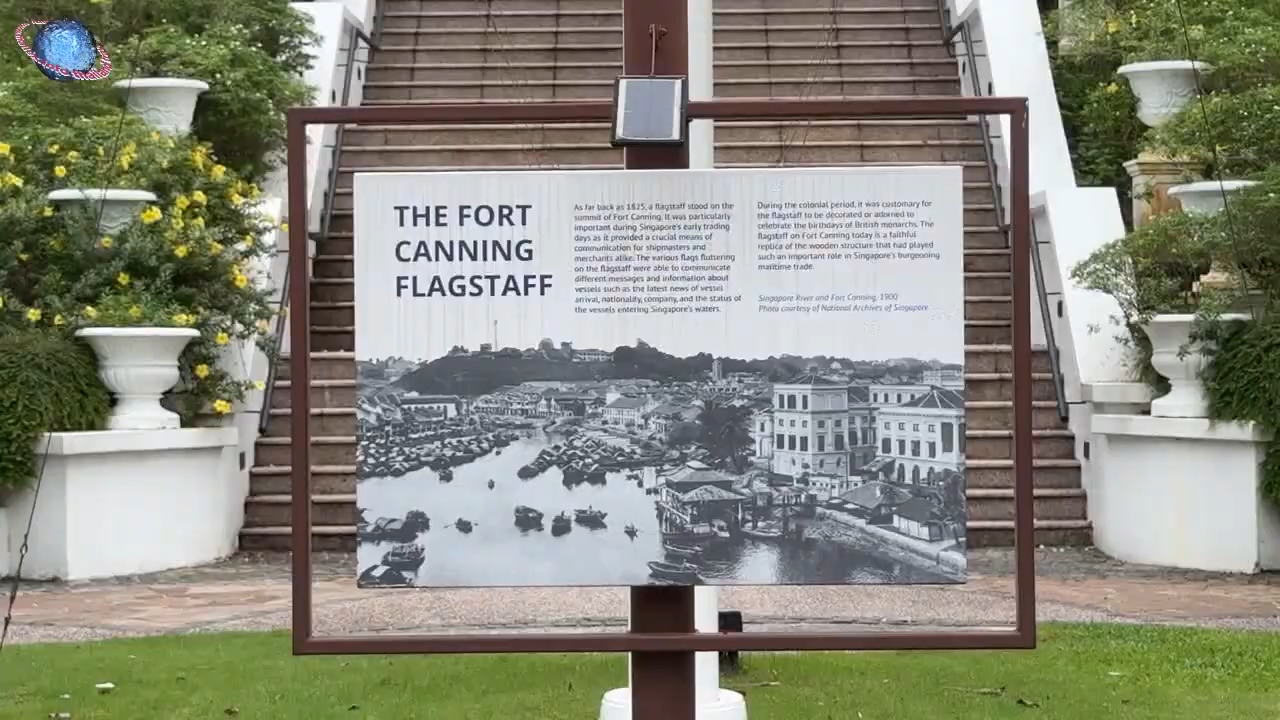 THE FORT
CANNING
FLAGSTAFF
As far back as 1825, a flagstaff stood on the
summit of Fort Canning. It was particularly
important during Singapore's early trading
days as it provided a crucial means of
communication for shipmasters and
merchants alike. The various flags fluttering
on the flagstaff were able to communicate
different messages and information about
vessels such as the latest news of vessel
arrival, nationality, company, and the status of
the vessels entering Singapore's waters.
During the colonial period, it was customary for
the flagstaff to be decorated or adorned to
celebrate the birthdays of British monarchs. The
flagstaff on Fort Canning today is a faithful
replica of the wooden structure that had played
such an important role in Singapore's burgeoning
maritime trade.
Singapore River and Fort Canning, 1900
Photo courtesy of National Archives of Singapore